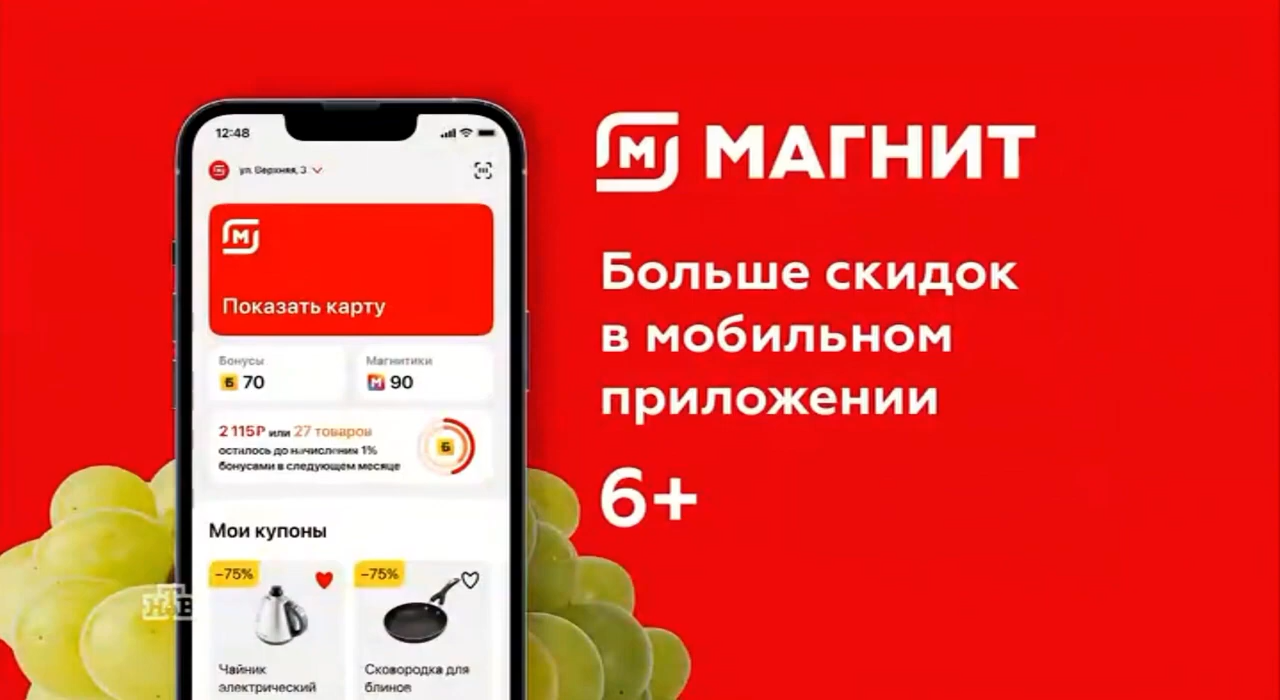 12:48
ул. Верхняя, 3
М
Показать карту
Бонусы
Б 70
Магнитики
М 90
2 115₽ или 27 товаров
осталось до начисления 1%
бонусами в следующем месяце
Б
Мои купоны
-75%
Чайник
электрический
-75%
Сковородка для
блинов
М МАГНИТ
Больше скидок
в мобильном
приложении
6+